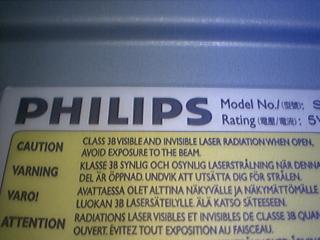 PHILIPS
Model No./(型號): S
Rating (電壓/電流): 5V
CAUTION CLASS 3B VISIBLE AND INVISIBLE LASER RADIATION WHEN OPEN,
AVOID EXPOSURE TO THE BEAM.
VARNING KLASSE 3B SYNLIG OCH OSYNLIG LASERSTRÅLNING NÄR DENNA
DEL ÄR ÖPPNAD. UNDVIK ATT UTSÄTTA DIG FÖR STRÅLEN.
VARO! AVATTAESSA OLET ALTTINA NÄKYVÄLLE JA NÄKYMÄTTÖMÄLLE
LUOKAN 3B LASERSÄTEILYLLE. ÄLÄ KATSO SÄTEESEEN.
ATTENTION RADIATIONS LASER VISIBLES ET INVISIBLES DE CLASSE 3B QUAN
OUVERT. ÉVITEZ TOUT EXPOSITION AU FAISCEAU.